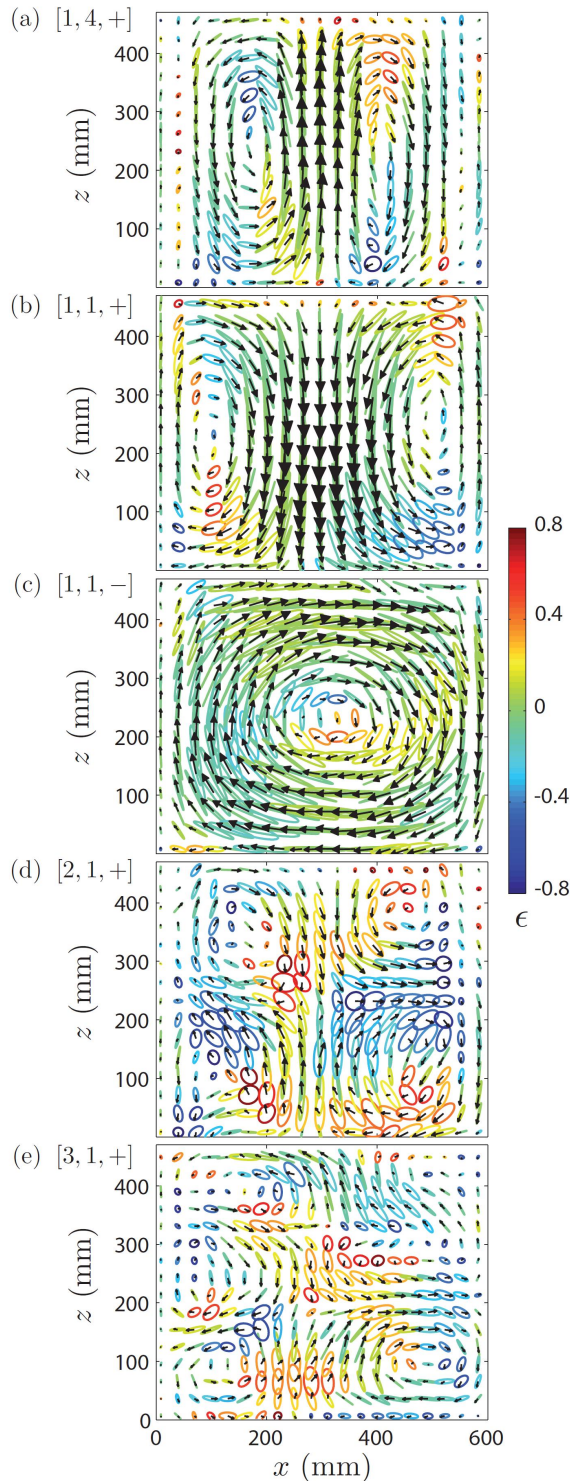 (a) [1, 4, +]
400
300
z (mm)
200
100
(b) [1, 1, +]
400
300
z (mm)
200
100
(c) [1, 1, −]
400
300
z (mm)
200
100
0.8
0.4
0
-0.4
-0.8
ϵ
(d) [2, 1, +]
400
300
z (mm)
200
100
(e) [3, 1, +]
400
300
z (mm)
200
100
0
0 200 400 600
x (mm)